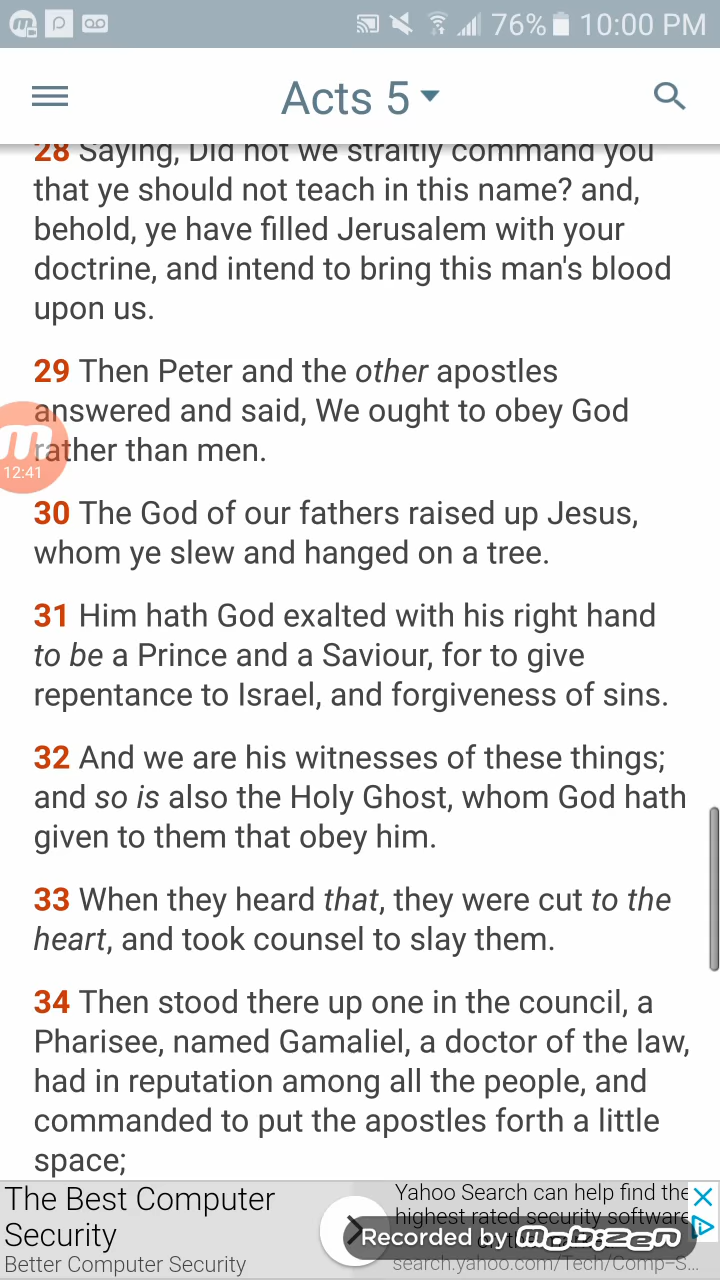 76% 10:00 PM
Acts 5
28 Saying, Did not we straitly command you
that ye should not teach in this name? and,
behold, ye have filled Jerusalem with your
doctrine, and intend to bring this man's blood
upon us.
29 Then Peter and the other apostles
answered and said, We ought to obey God
rather than men.
12:41
30 The God of our fathers raised up Jesus,
whom ye slew and hanged on a tree.
31 Him hath God exalted with his right hand
to be a Prince and a Saviour, for to give
repentance to Israel, and forgiveness of sins.
32 And we are his witnesses of these things;
and so is also the Holy Ghost, whom God hath
given to them that obey him.
33 When they heard that, they were cut to the
heart, and took counsel to slay them.
34 Then stood there up one in the council, a
Pharisee, named Gamaliel, a doctor of the law,
had in reputation among all the people, and
commanded to put the apostles forth a little
space;
The Best Computer
Security
Better Computer Security
Yahoo Search can help find the
highest rated security software
Recorded by mobizen
search.yahoo.com/Tech/Comp-S...